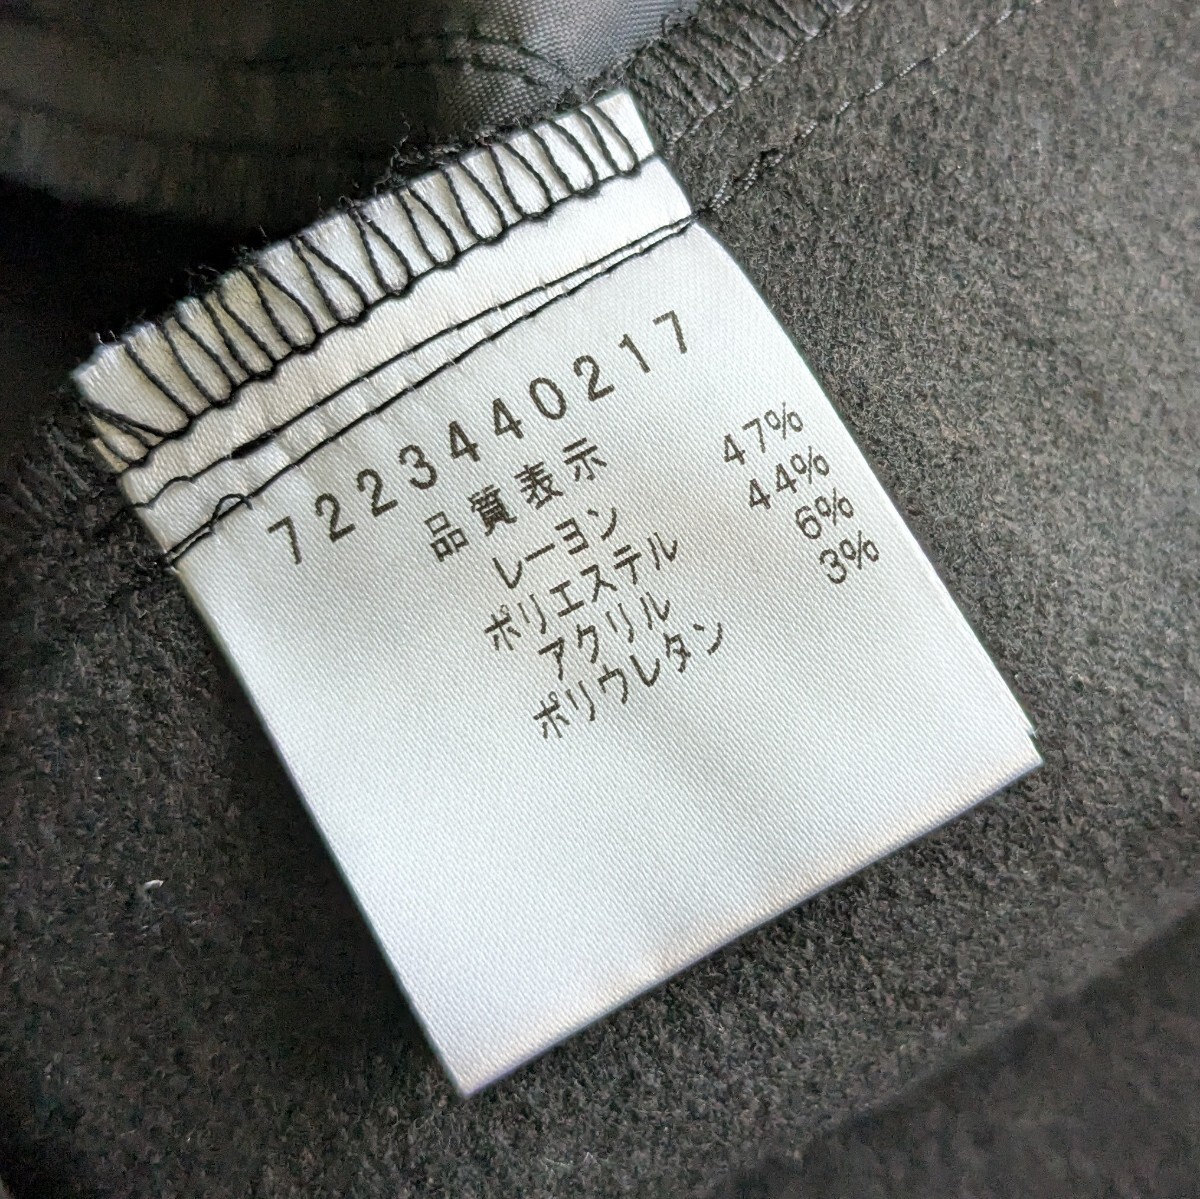 7223440217
品質表示
レーヨン 47%
ポリエステル 44%
アクリル 6%
ポリウレタン 3%